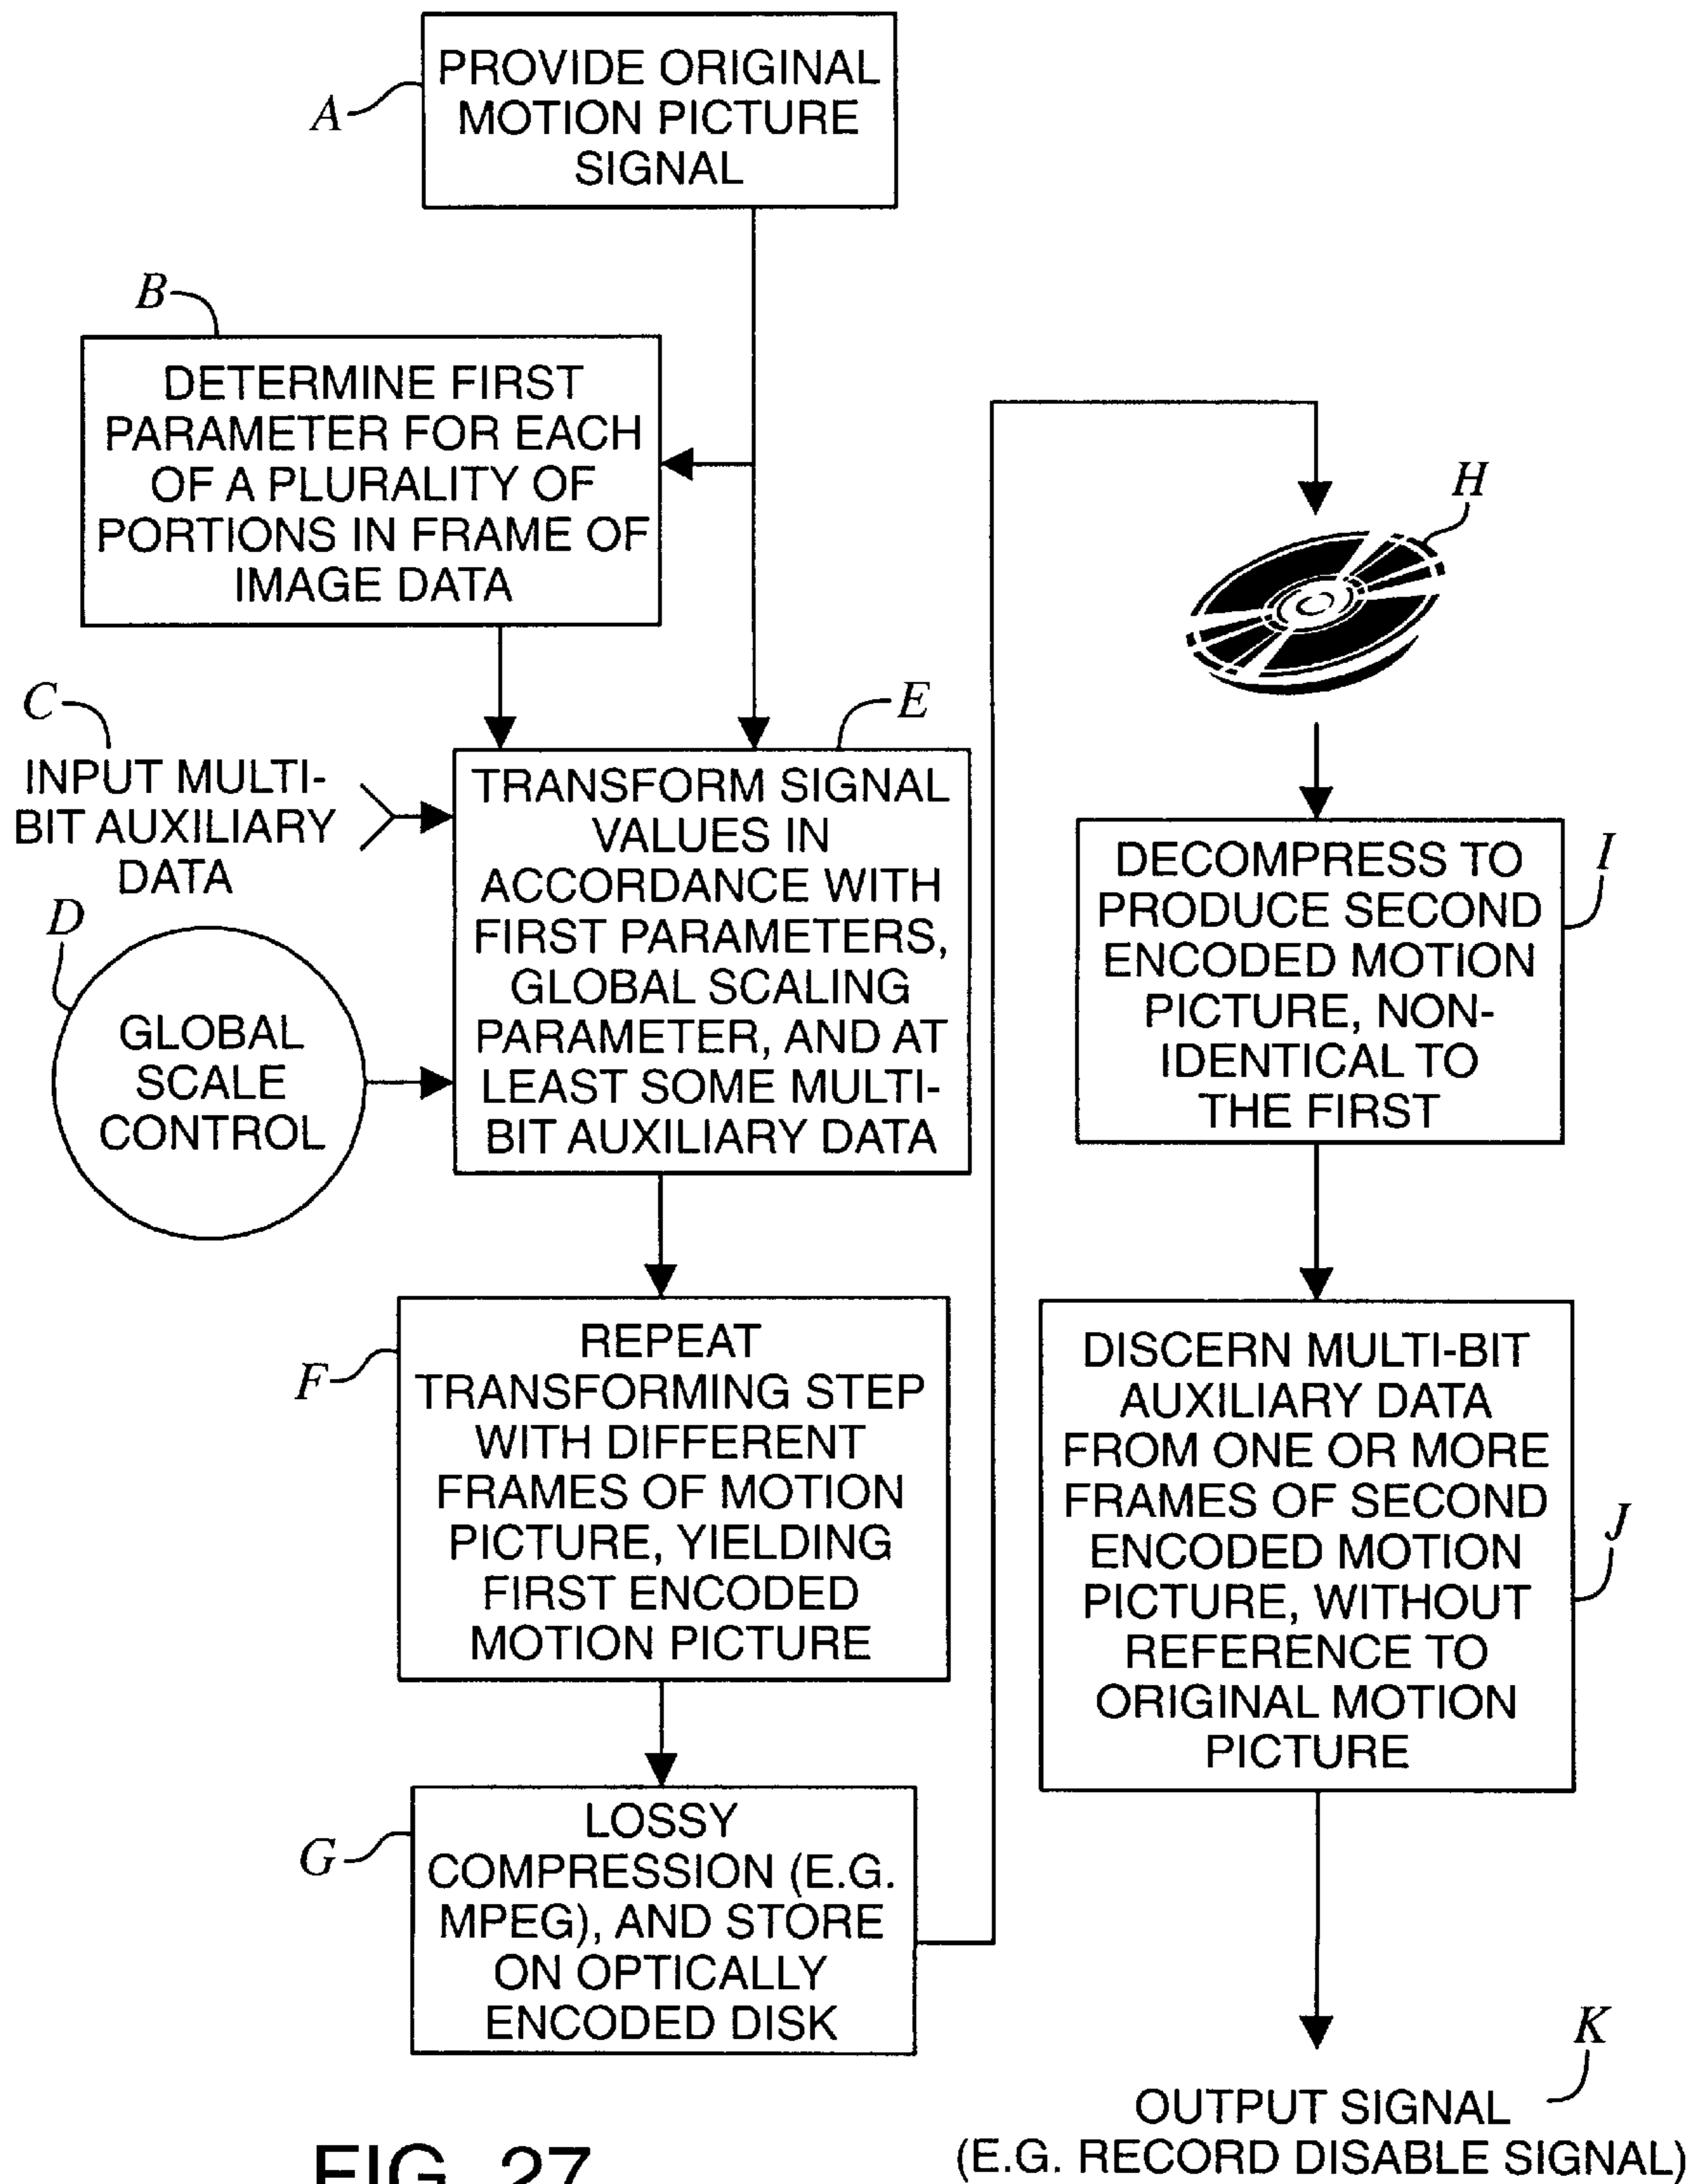 A
PROVIDE ORIGINAL
MOTION PICTURE
SIGNAL
B
DETERMINE FIRST
PARAMETER FOR EACH
OF A PLURALITY OF
PORTIONS IN FRAME OF
IMAGE DATA
C
INPUT MULTI-
BIT AUXILIARY
DATA
D
GLOBAL
SCALE
CONTROL
E
TRANSFORM SIGNAL
VALUES IN
ACCORDANCE WITH
FIRST PARAMETERS,
GLOBAL SCALING
PARAMETER, AND AT
LEAST SOME MULTI-
BIT AUXILIARY DATA
F
REPEAT
TRANSFORMING STEP
WITH DIFFERENT
FRAMES OF MOTION
PICTURE, YIELDING
FIRST ENCODED
MOTION PICTURE
G
LOSSY
COMPRESSION (E.G.
MPEG), AND STORE
ON OPTICALLY
ENCODED DISK
H
I
DECOMPRESS TO
PRODUCE SECOND
ENCODED MOTION
PICTURE, NON-
IDENTICAL TO
THE FIRST
J
DISCERN MULTI-BIT
AUXILIARY DATA
FROM ONE OR MORE
FRAMES OF SECOND
ENCODED MOTION
PICTURE, WITHOUT
REFERENCE TO
ORIGINAL MOTION
PICTURE
K
OUTPUT SIGNAL
(E.G. RECORD DISABLE SIGNAL)
FIG. 27